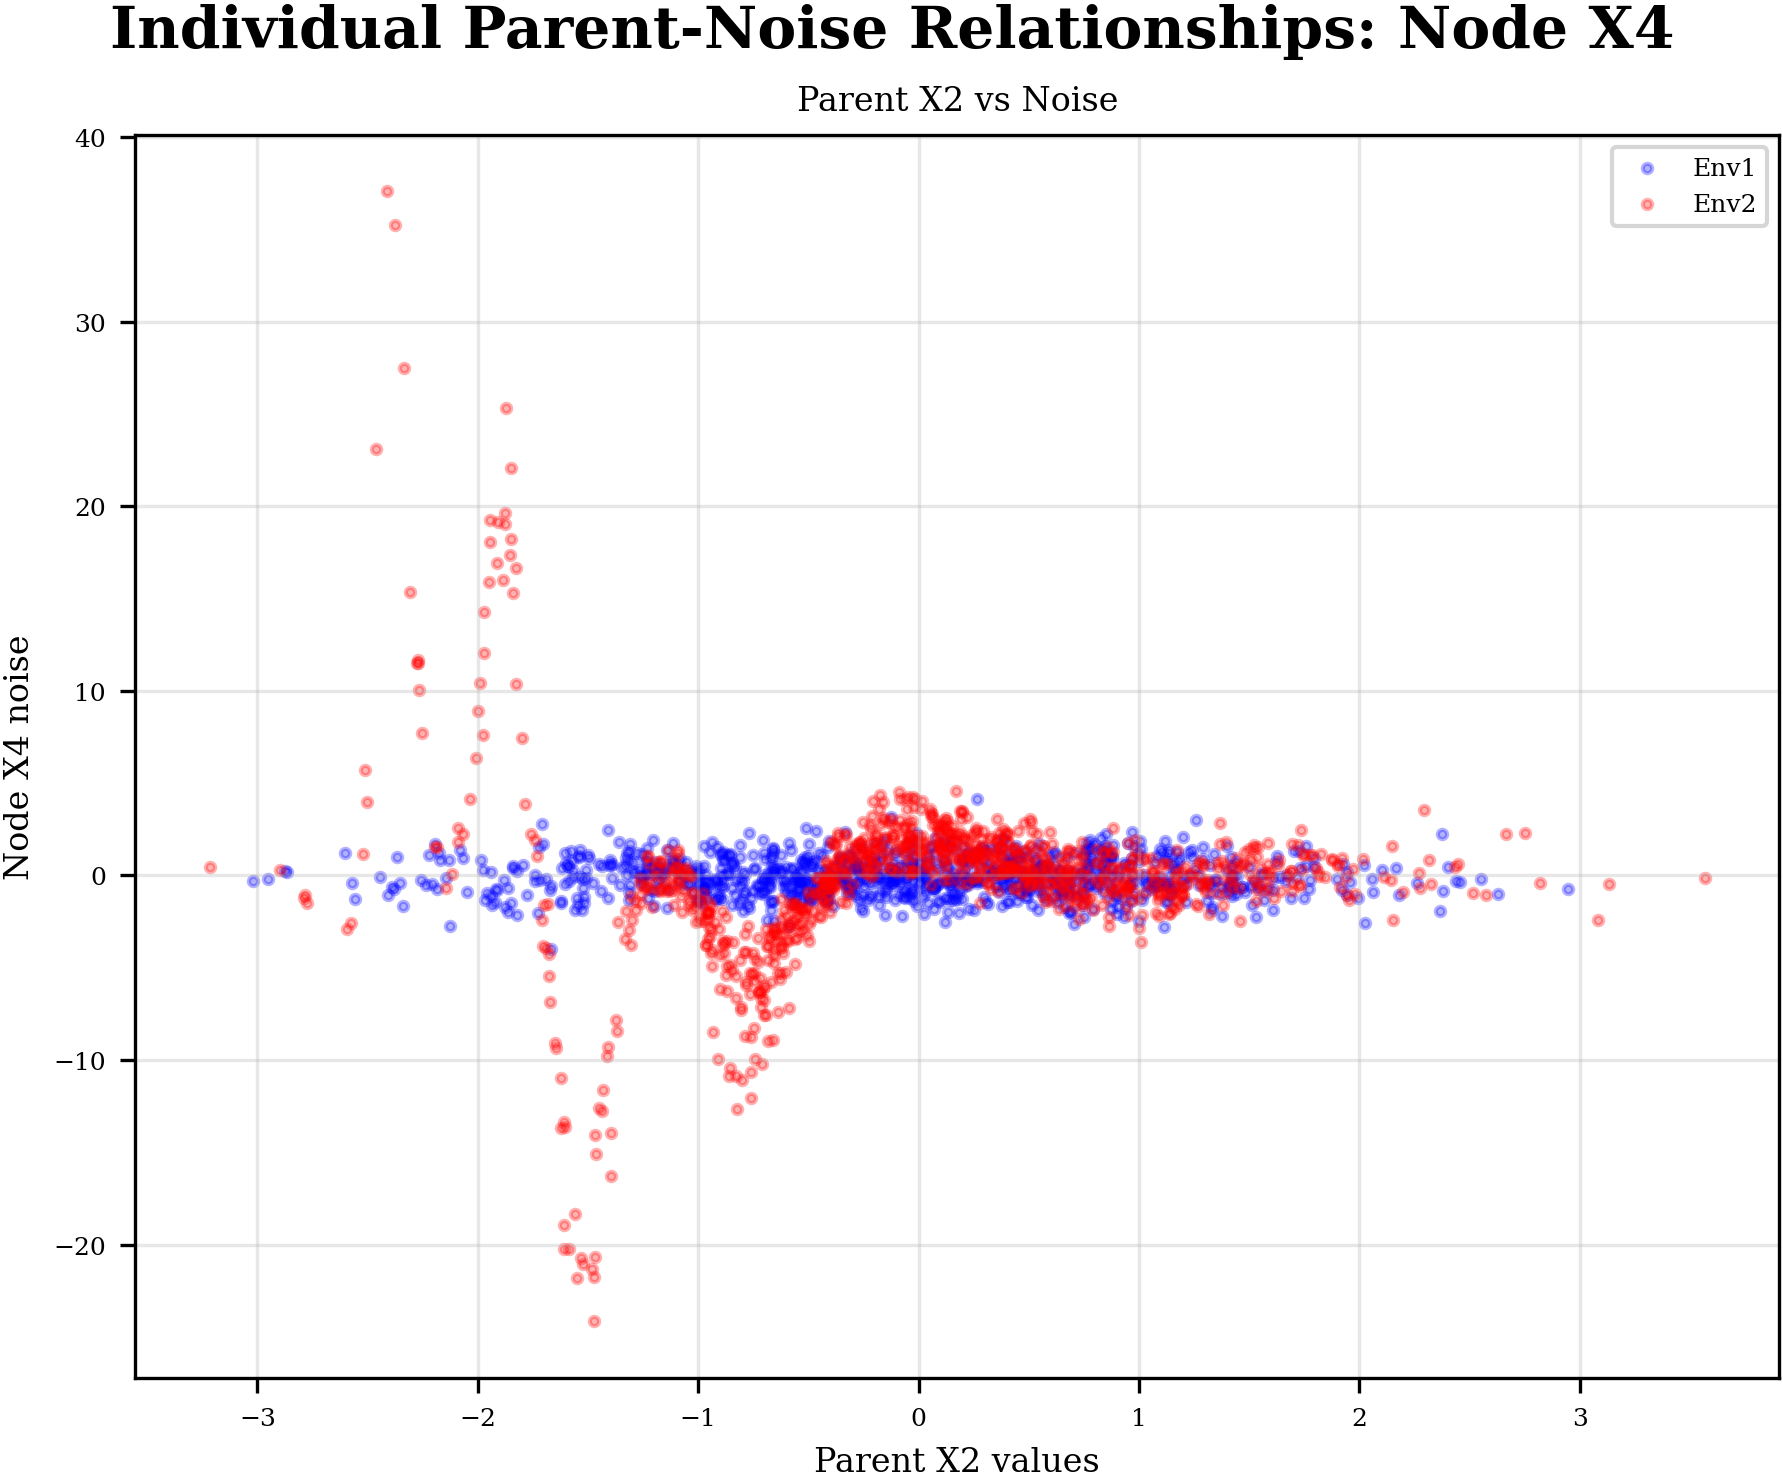 Individual Parent-Noise Relationships: Node X4
Parent X2 vs Noise
Env1
Env2
40
30
20
10
0
−10
−20
Node X4 noise
−3
−2
−1
0
1
2
3
Parent X2 values